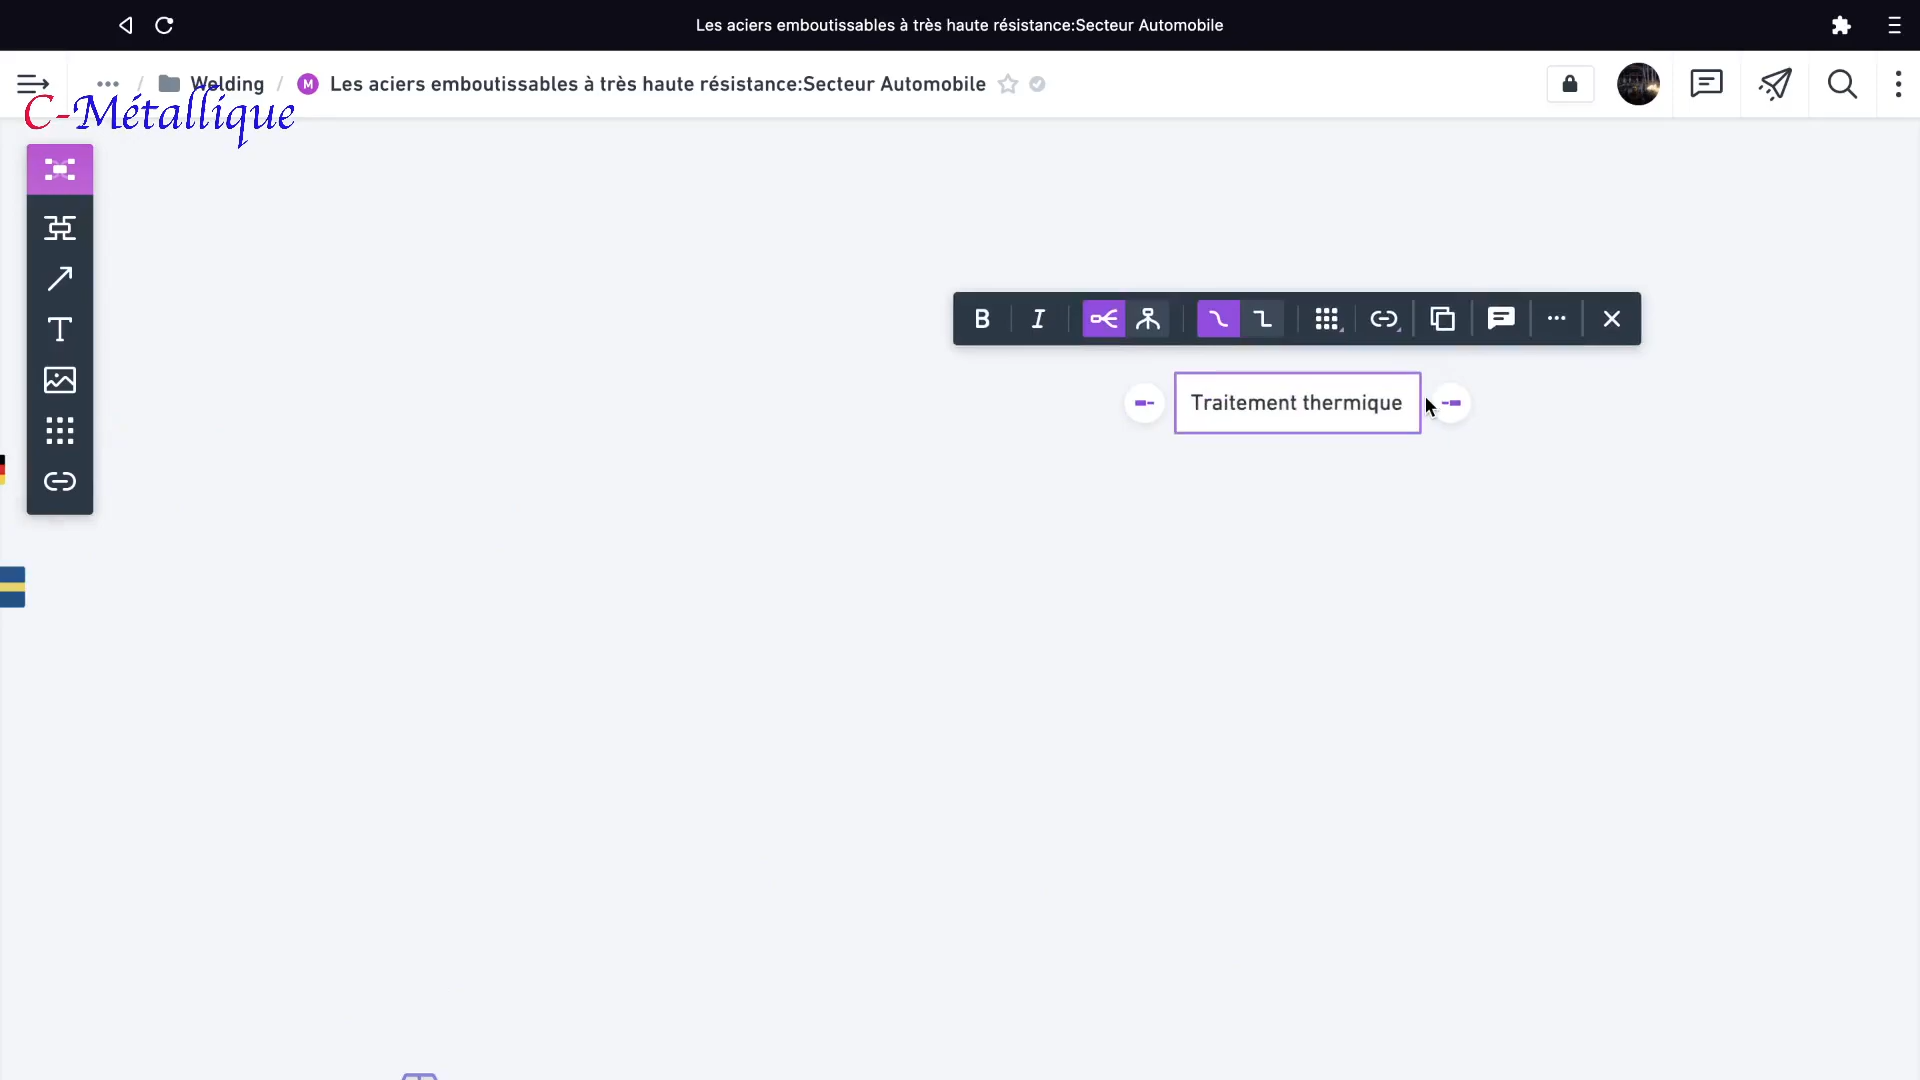 Les aciers emboutissables à très haute résistance:Secteur Automobile
Welding / M Les aciers emboutissables à très haute résistance:Secteur Automobile
C-Métallique
T
B I
Traitement thermique